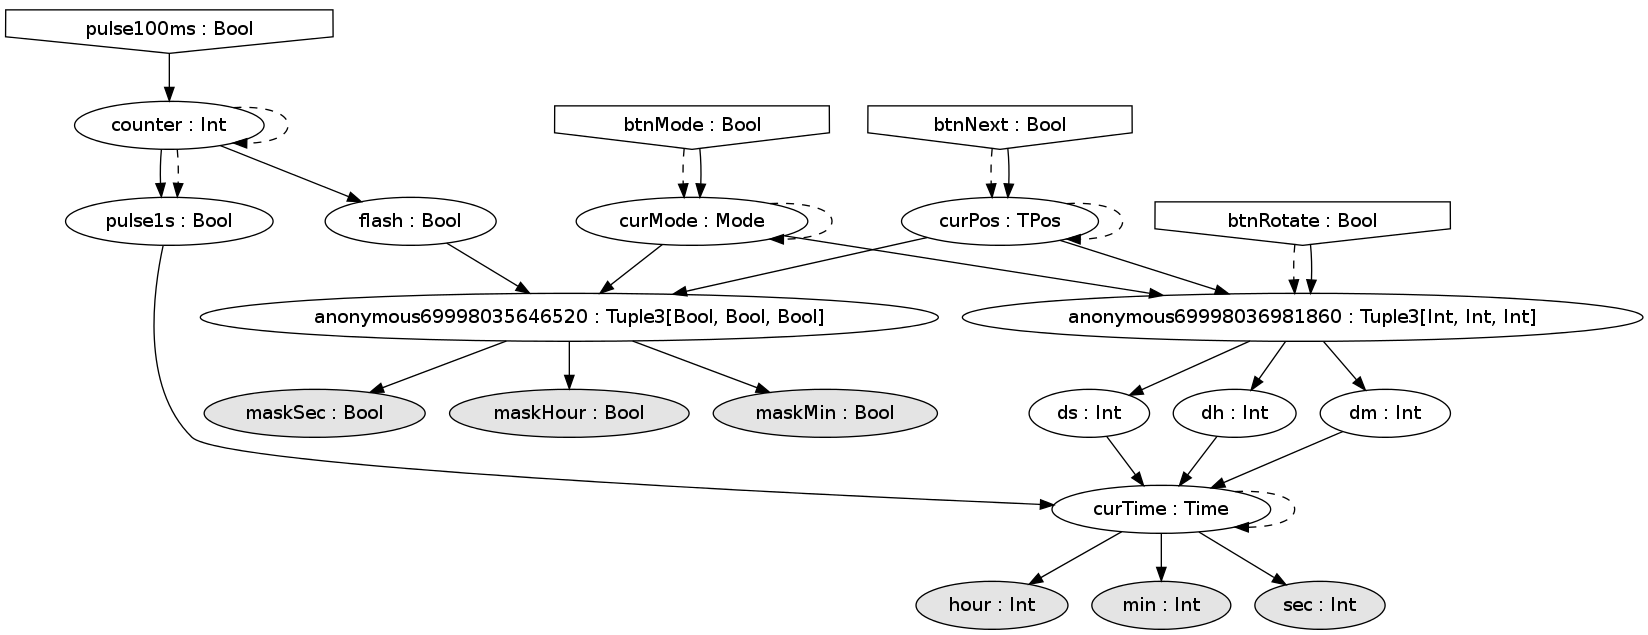 pulse100ms : Bool
counter : Int
btnMode : Bool
btnNext : Bool
pulse1s : Bool
flash : Bool
curMode : Mode
curPos : TPos
btnRotate : Bool
anonymous69998035646520 : Tuple3[Bool, Bool, Bool]
anonymous69998036981860 : Tuple3[Int, Int, Int]
maskSec : Bool
maskHour : Bool
maskMin : Bool
ds : Int
dh : Int
dm : Int
curTime : Time
hour : Int
min : Int
sec : Int